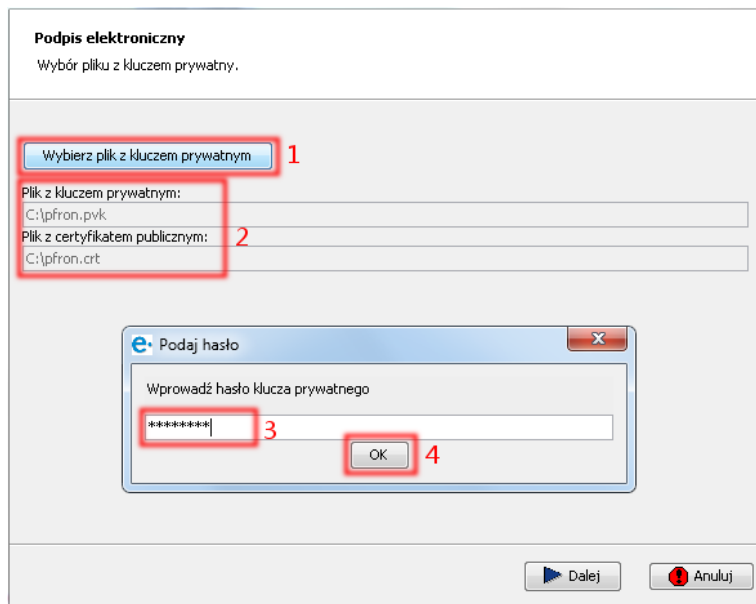 Podpis elektroniczny
Wybór pliku z kluczem prywatny.
Wybierz plik z kluczem prywatnym 1
Plik z kluczem prywatnym:
C:\pfron.pvk
Plik z certyfikatem publicznym: 2
C:\pfron.crt
e Podaj hasło
Wprowadź hasło klucza prywatnego
******** 3
OK 4
Dalej Anuluj